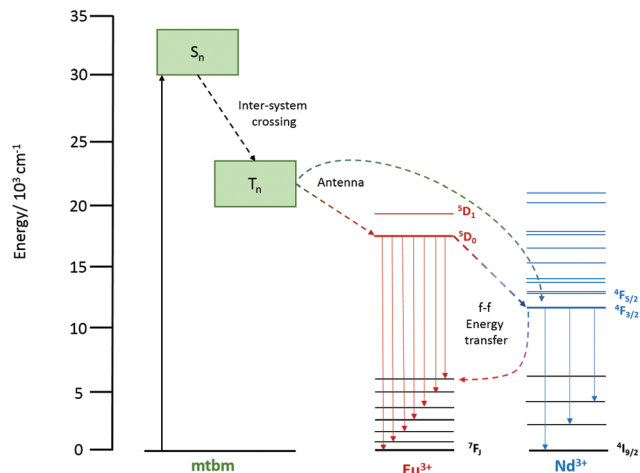 35
30
25
20
15
10
5
0
Energy/ 10³ cm⁻¹
Sₙ
Inter-system
crossing
Tₙ
Antenna
⁵D₁
⁵D₀
f-f
Energy
transfer
⁴F₅/₂
⁴F₃/₂
⁷Fⱼ
⁴I₉/₂
mtbm
Eu³⁺
Nd³⁺